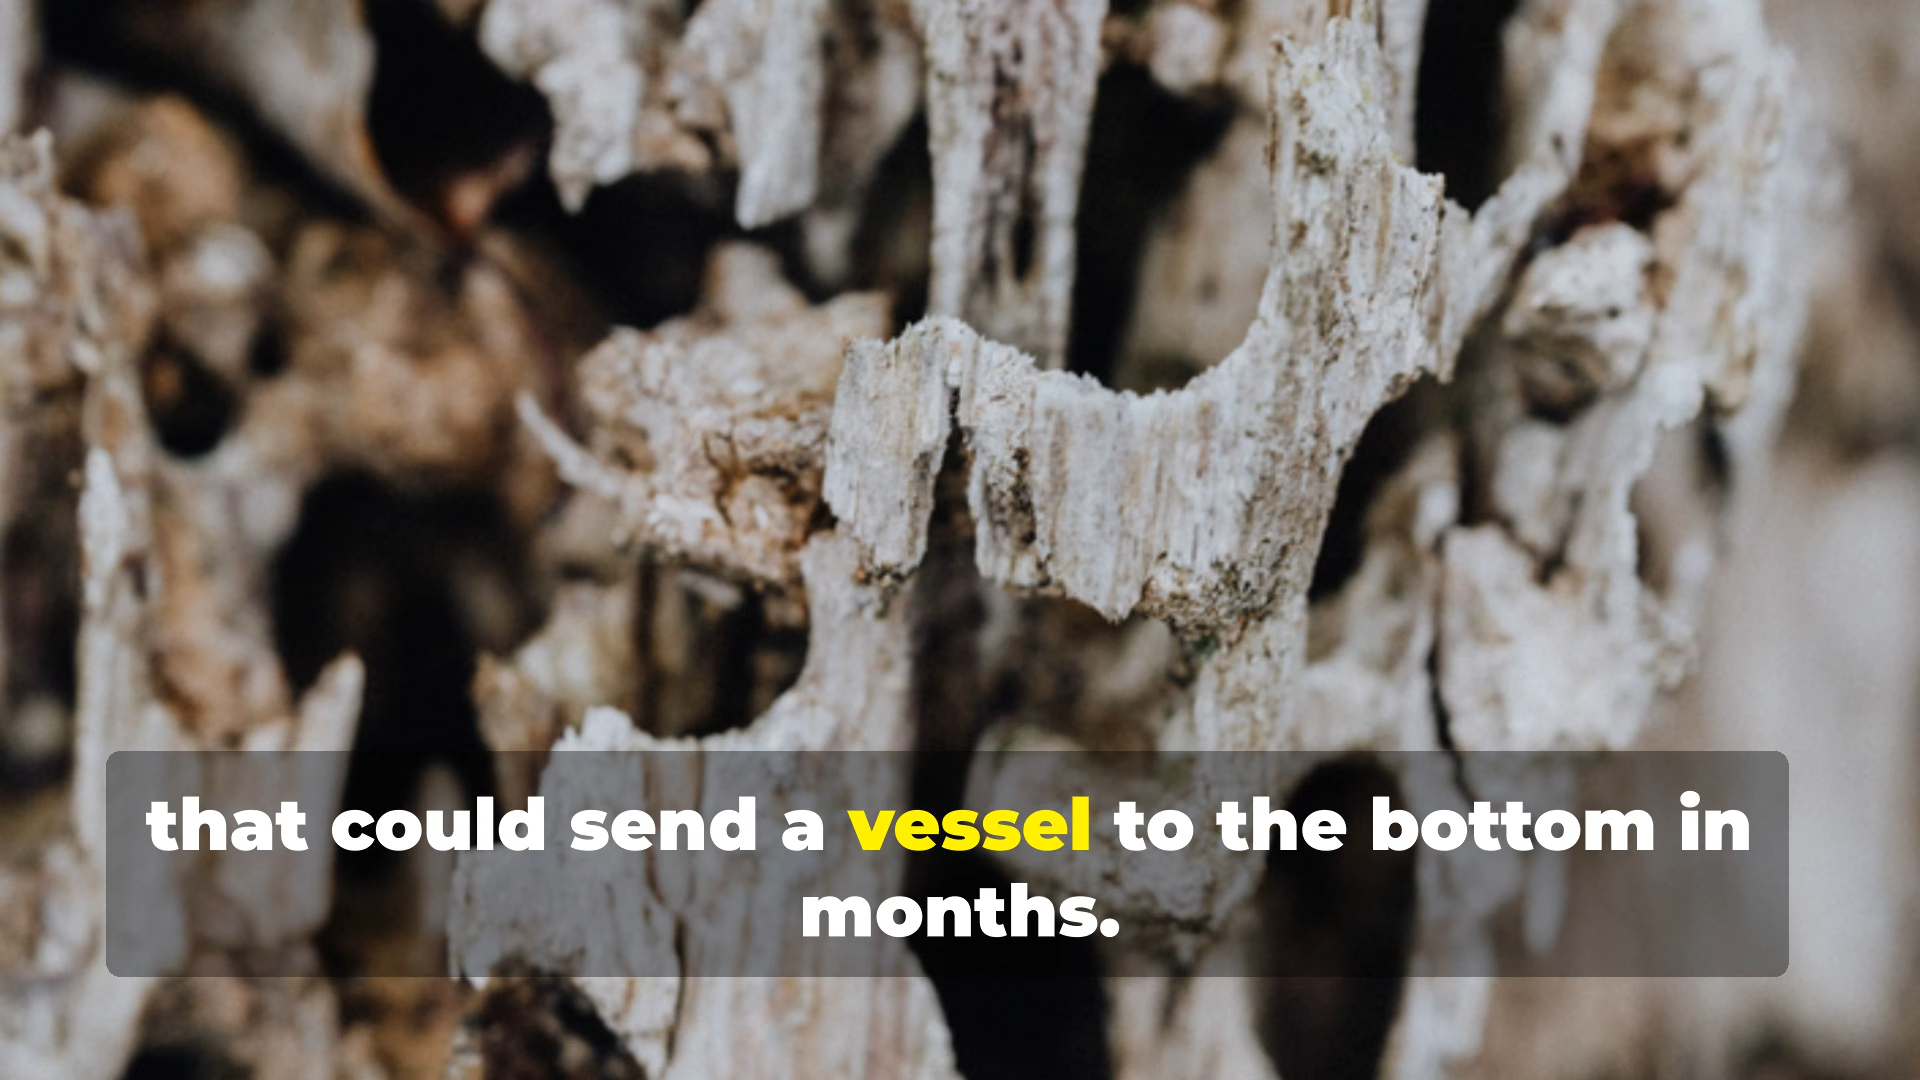 that could send a vessel to the bottom in
months.